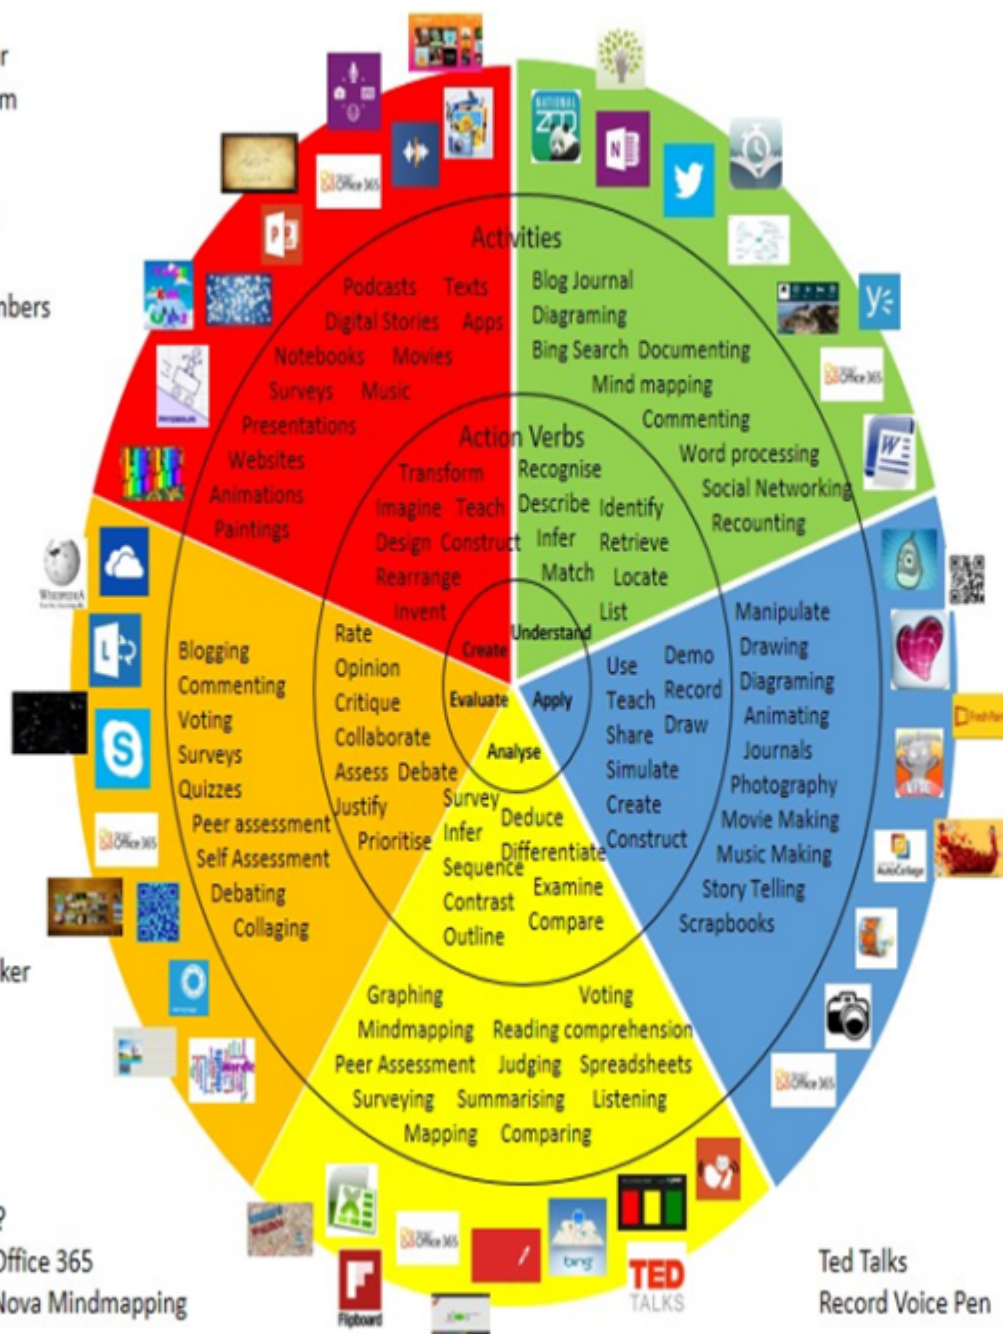 r
m
nbers
ker
?
Office 365
Nova Mindmapping
Ted Talks
Record Voice Pen
Activities
Podcasts Texts
Digital Stories Apps
Notebooks Movies
Surveys Music
Presentations
Websites
Animations
Paintings
Action Verbs
Transform
Imagine Teach
Design Construct
Rearrange
Invent
Create
Blog Journal
Diagraming
Bing Search Documenting
Mind mapping
Commenting
Word processing
Social Networking
Recounting
Recognise
Describe Identify
Infer Retrieve
Match Locate
List
Understand
Manipulate
Drawing
Diagraming
Animating
Journals
Photography
Movie Making
Music Making
Story Telling
Scrapbooks
Use Demo
Teach Record
Share Draw
Simulate
Create
Construct
Apply
Analyse
Survey Deduce
Infer Differentiate
Sequence Examine
Contrast Compare
Outline
Graphing Voting
Mindmapping Reading comprehension
Peer Assessment Judging Spreadsheets
Surveying Summarising Listening
Mapping Comparing
Evaluate
Rate
Opinion
Critique
Collaborate
Assess Debate
Justify
Prioritise
Blogging
Commenting
Voting
Surveys
Quizzes
Peer assessment
Self Assessment
Debating
Collaging
NATIONAL
ZOO
N
Office 365
P
Office 365
W
WIKIPEDIA
L
S
Office 365
FreshPaint
AutoCollage
Office 365
Office 365
bing
TED
TALKS
Flipboard